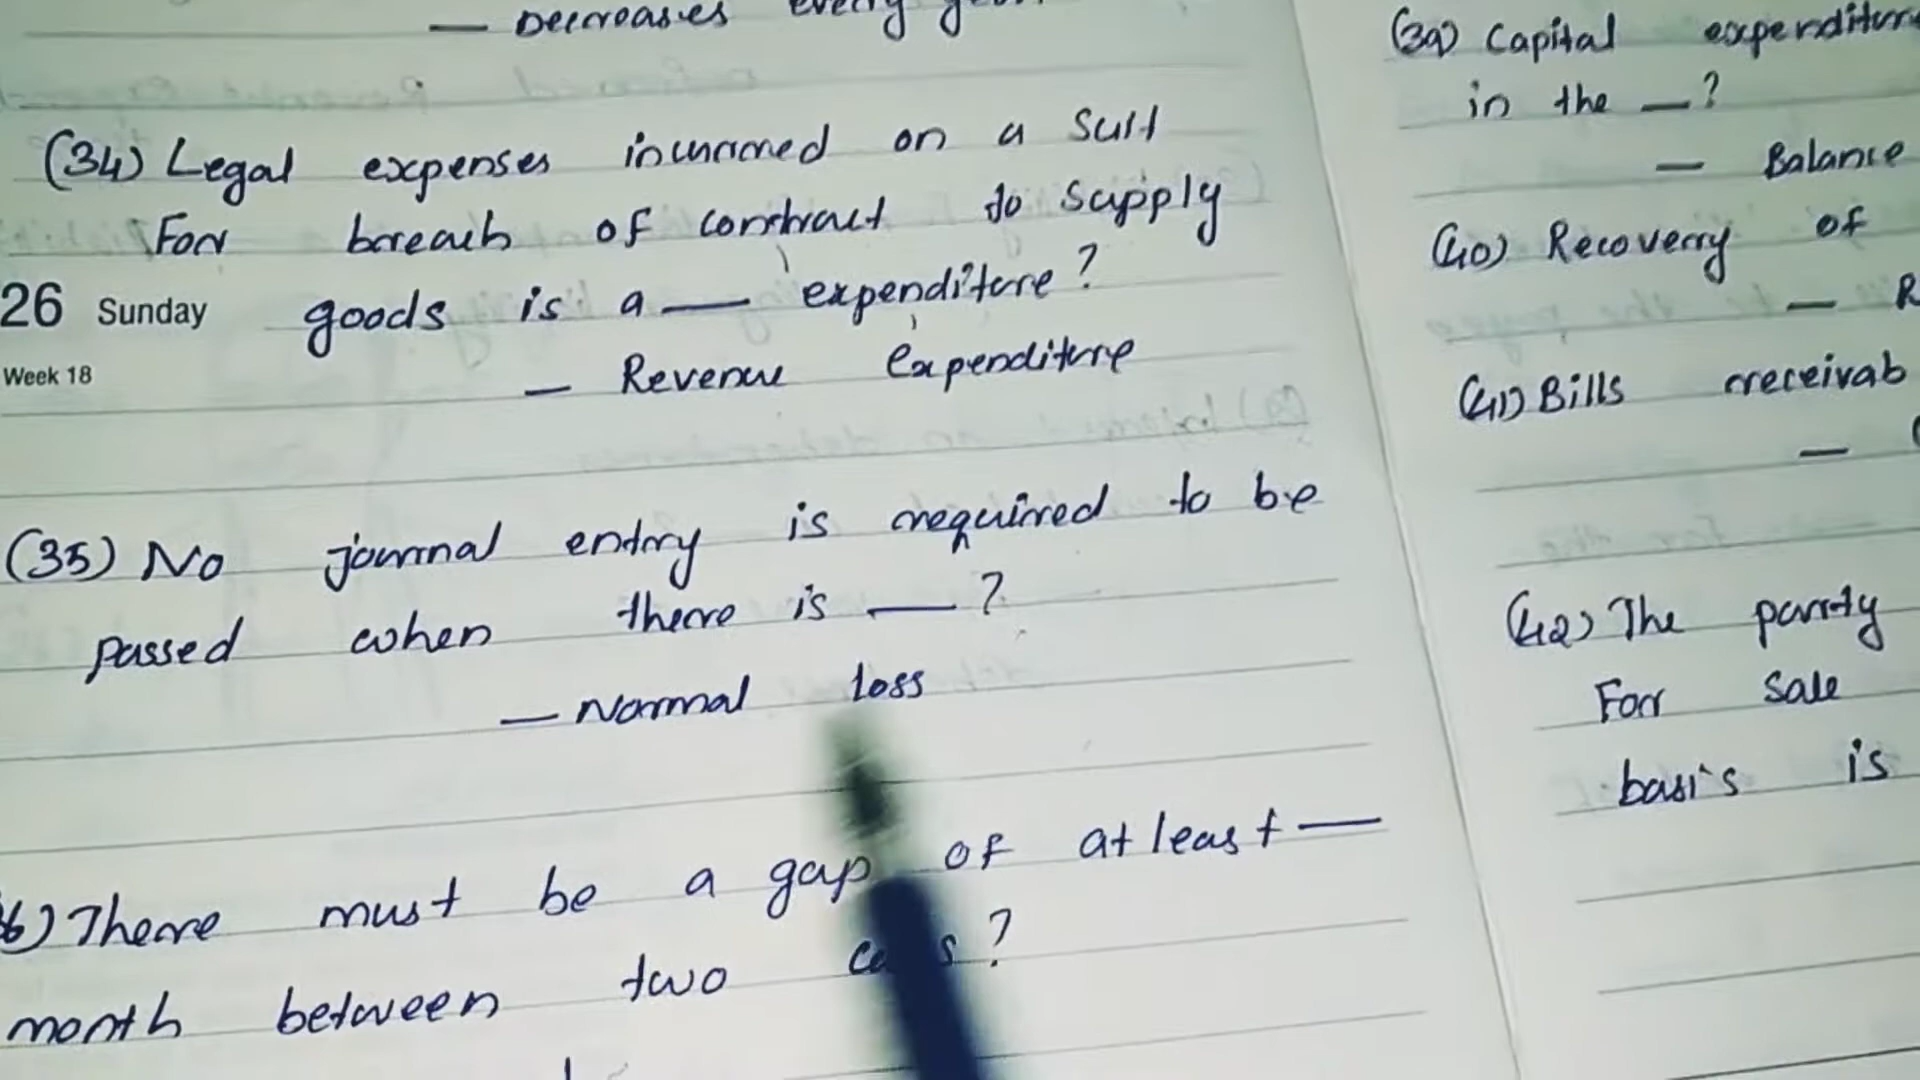 — Decreases every
(34) Legal expenses incurred on a suit
For breach of contract to supply
26 Sunday goods is a — expenditure?
Week 18
— Revenue expenditure
(35) No journal entry is required to be
passed when there is — ?
— Normal loss
6) There must be a gap of at least —
month between two ?
(39) Capital expenditure
in the — ?
— Balance
(40) Recovery of
— R
(41) Bills receivab
—
(42) The party
For sale
basis is